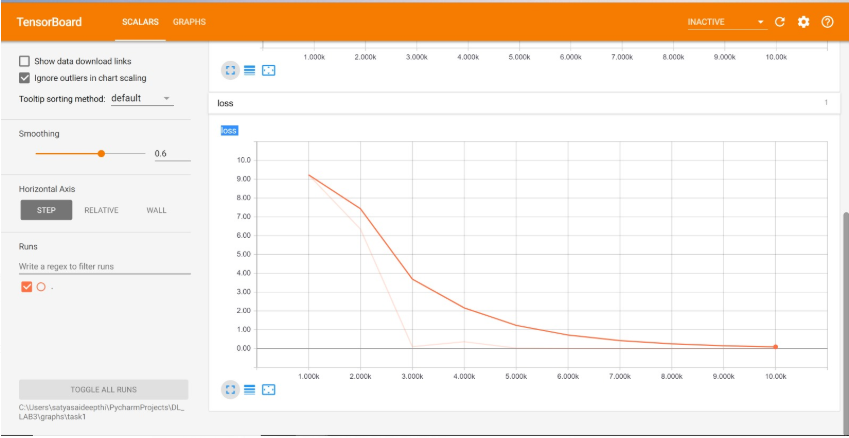 TensorBoard SCALARS GRAPHS INACTIVE
Show data download links
Ignore outliers in chart scaling
Tooltip sorting method: default
Smoothing
0.6
Horizontal Axis
STEP RELATIVE WALL
Runs
Write a regex to filter runs
.
TOGGLE ALL RUNS
C:\Users\satyasaideepthi\PycharmProjects\DL_
LAB3\graphs\task1
1.000k 2.000k 3.000k 4.000k 5.000k 6.000k 7.000k 8.000k 9.000k 10.00k
loss 1
loss
10.0
9.00
8.00
7.00
6.00
5.00
4.00
3.00
2.00
1.00
0.00
1.000k 2.000k 3.000k 4.000k 5.000k 6.000k 7.000k 8.000k 9.000k 10.00k